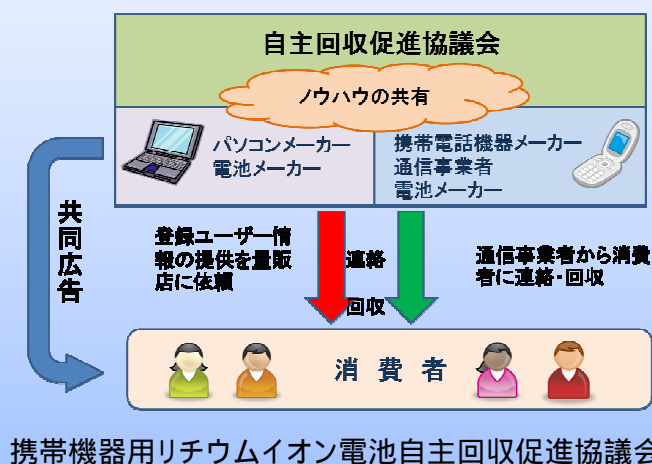 自主回収促進協議会
ノウハウの共有
パソコンメーカー
電池メーカー
携帯電話機器メーカー
通信事業者
電池メーカー
共同広告
登録ユーザー情
報の提供を量販
店に依頼
連絡
回収
通信事業者から消費
者に連絡・回収
消費者
携帯機器用リチウムイオン電池自主回収促進協議会